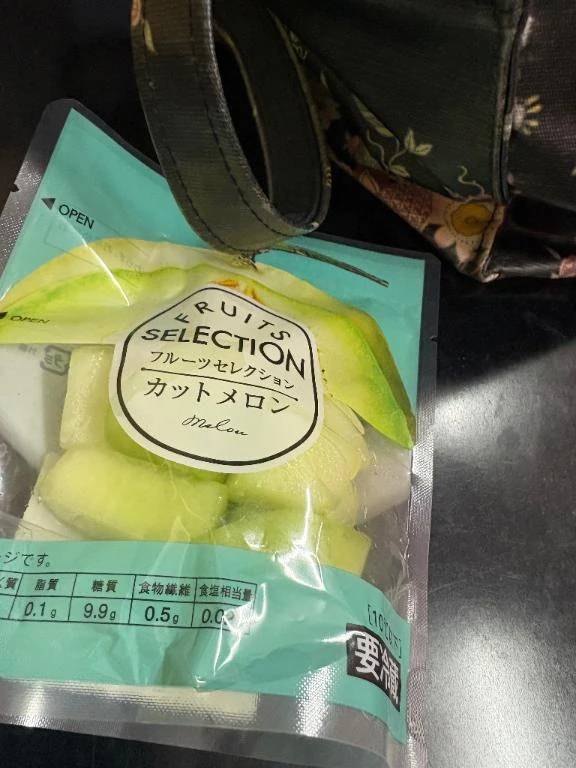 OPEN
OPEN
FRUITS
SELECTION
フルーツセレクション
カットメロン
Melon
ジです。
質 脂質 糖質 食物繊維 食塩相当量
0.1g 9.9g 0.5g
要冷蔵